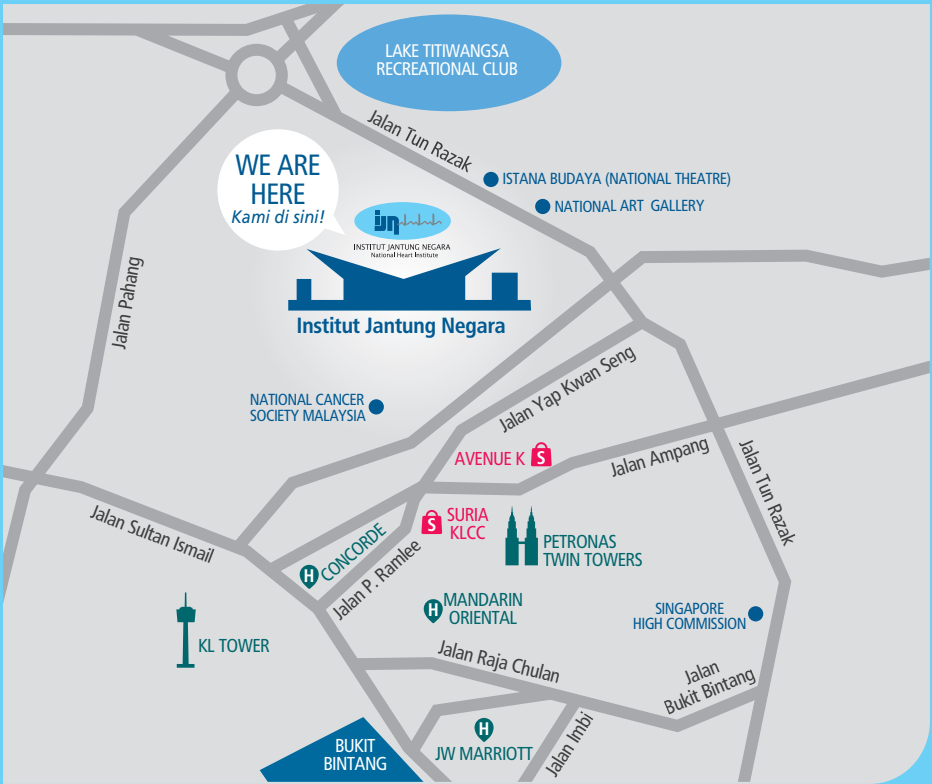 LAKE TITIWANGSA
RECREATIONAL CLUB
Jalan Tun Razak
WE ARE
HERE
Kami di sini!
ISTANA BUDAYA (NATIONAL THEATRE)
NATIONAL ART GALLERY
ijn
INSTITUT JANTUNG NEGARA
National Heart Institute
Institut Jantung Negara
Jalan Pahang
NATIONAL CANCER
SOCIETY MALAYSIA
Jalan Yap Kwan Seng
AVENUE K
S
Jalan Ampang
Jalan Tun Razak
Jalan Sultan Ismail
S
SURIA
KLCC
H
CONCORDE
Jalan P. Ramlee
PETRONAS
TWIN TOWERS
H
MANDARIN
ORIENTAL
SINGAPORE
HIGH COMMISSION
KL TOWER
Jalan Raja Chulan
Jalan
Bukit Bintang
H
JW MARRIOTT
Jalan Imbi
BUKIT
BINTANG